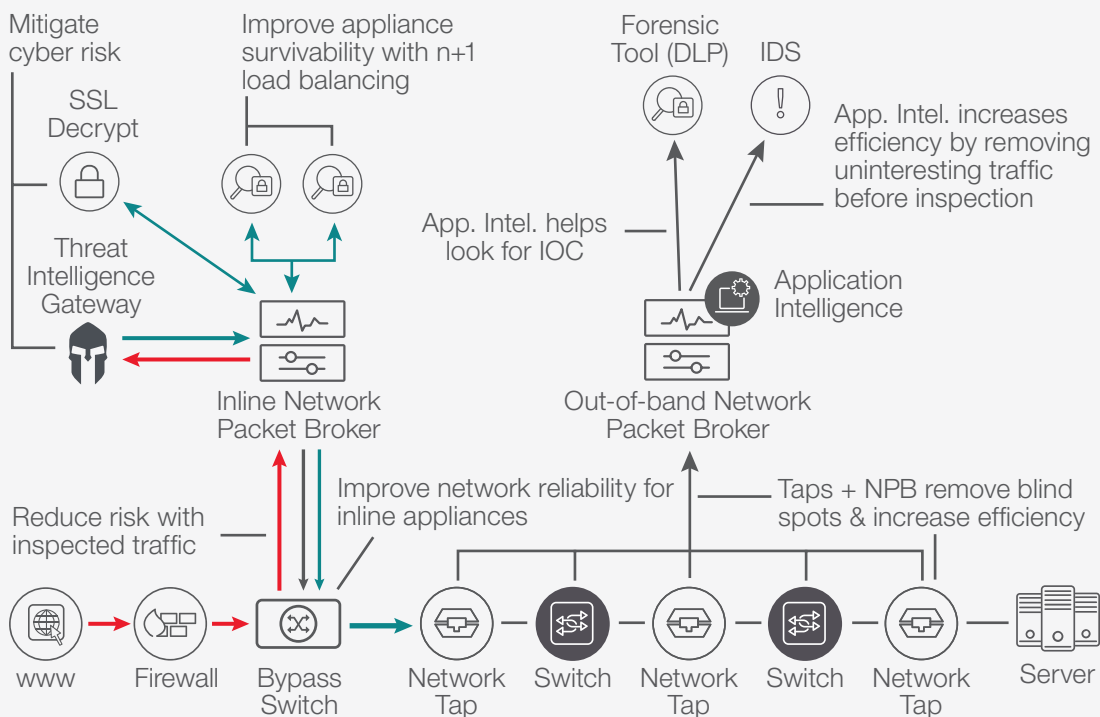 Mitigate
cyber risk
Improve appliance
survivability with n+1
load balancing
Forensic
Tool (DLP)
IDS
SSL
Decrypt
App. Intel. increases
efficiency by removing
uninteresting traffic
before inspection
App. Intel. helps
look for IOC
Threat
Intelligence
Gateway
Application
Intelligence
Inline Network
Packet Broker
Out-of-band Network
Packet Broker
Improve network reliability for
inline appliances
Taps + NPB remove blind
spots & increase efficiency
Reduce risk with
inspected traffic
www
Firewall
Bypass
Switch
Network
Tap
Switch
Network
Tap
Switch
Network
Tap
Server